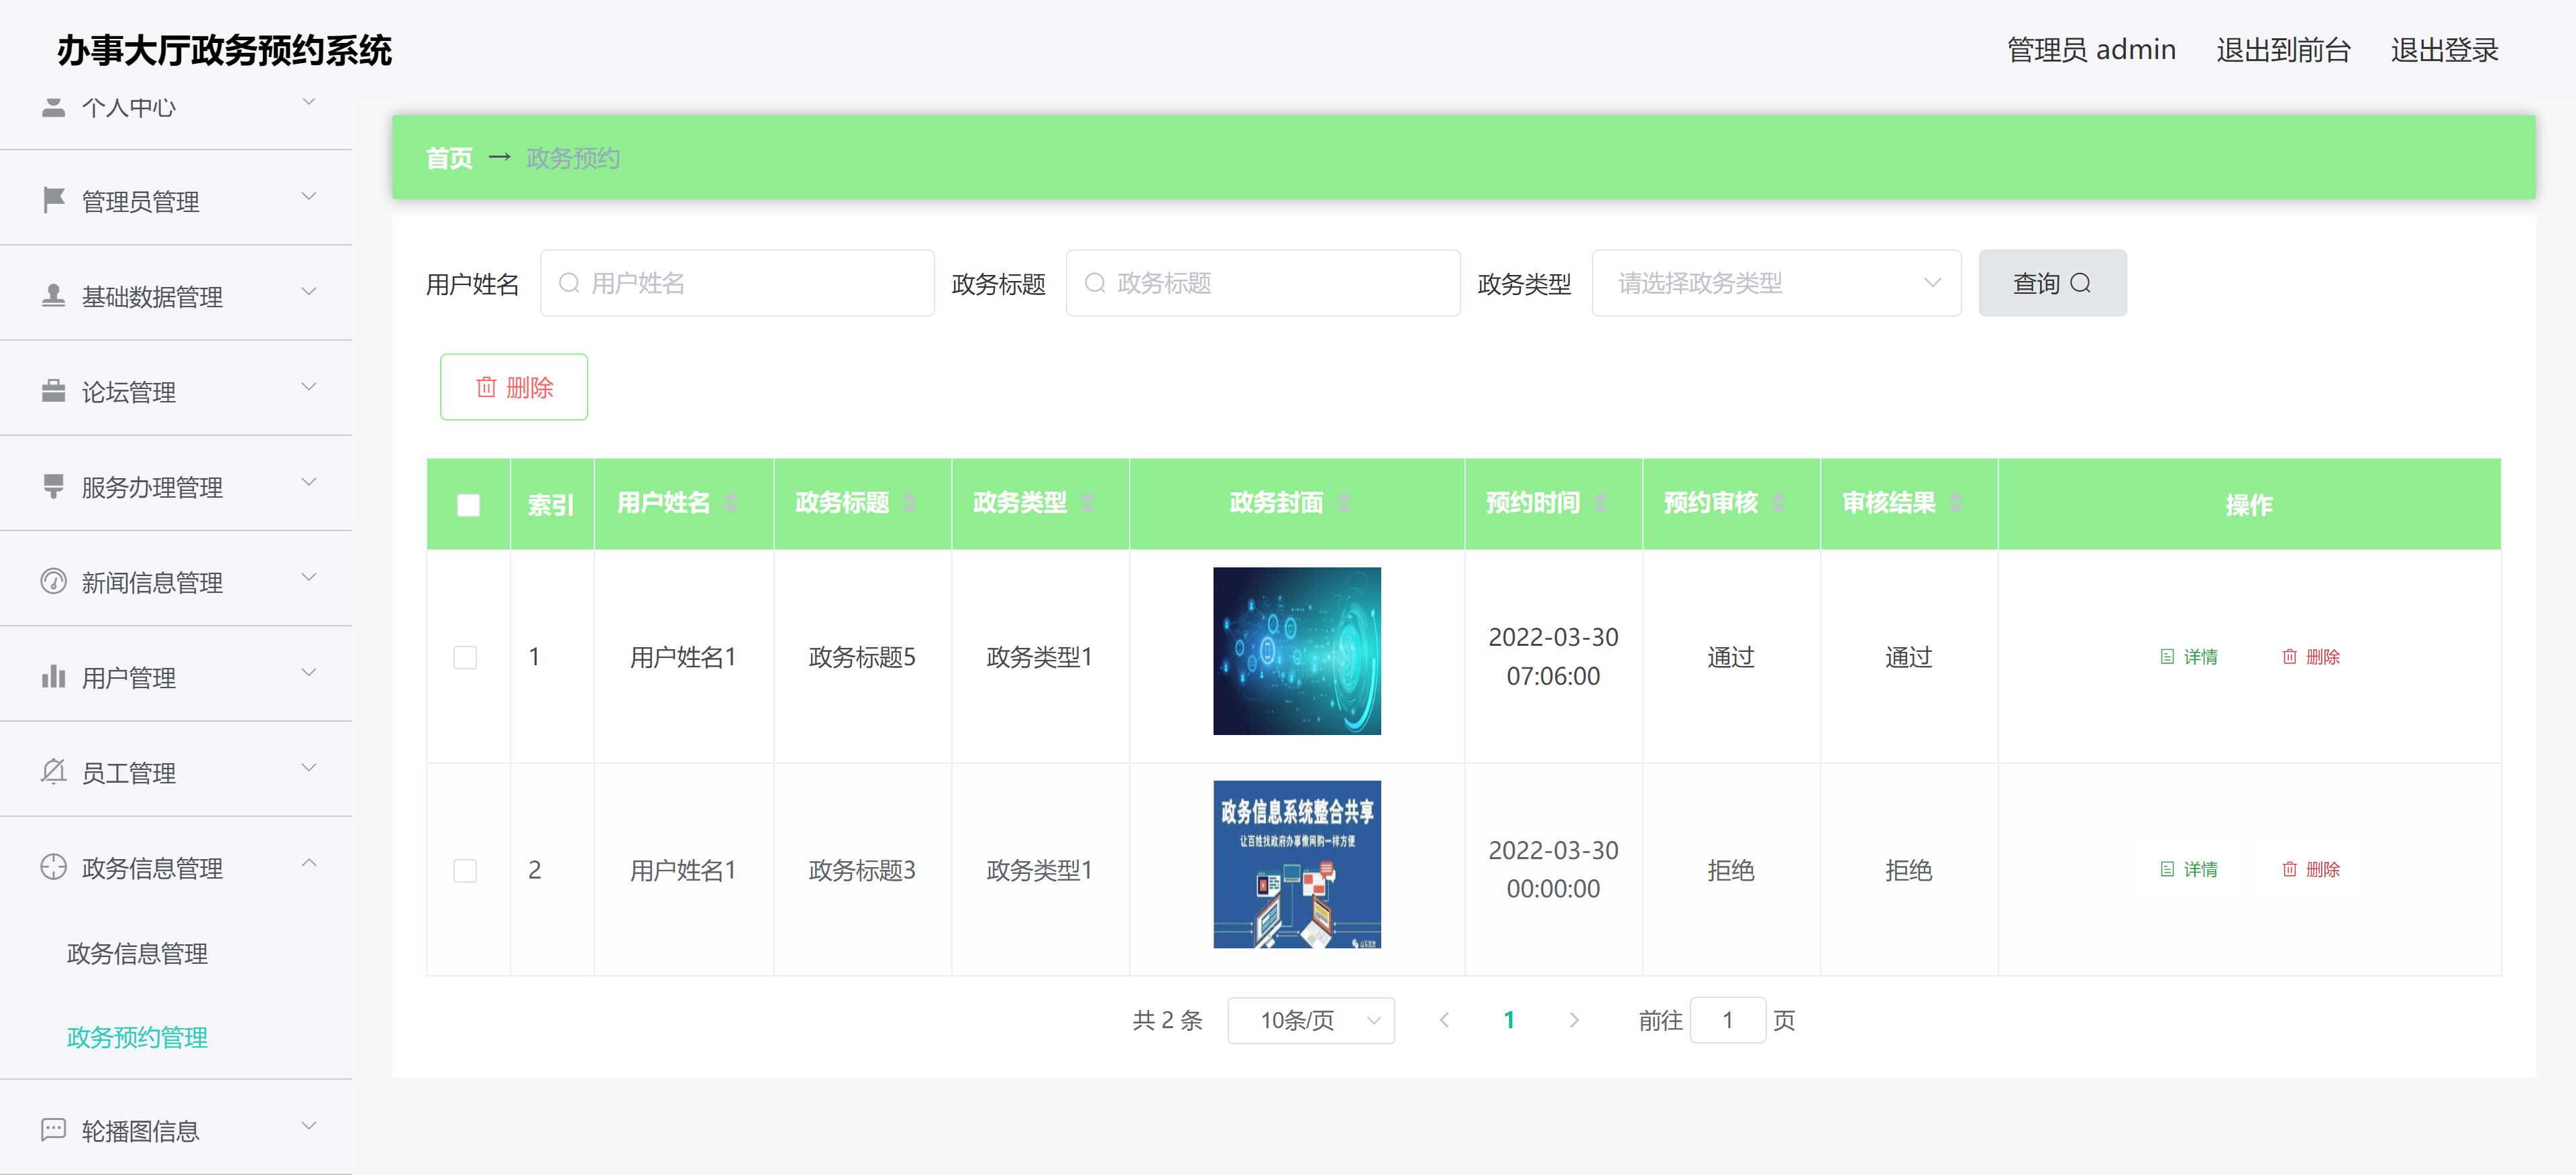 办事大厅政务预约系统
管理员 admin 退出到前台 退出登录
个人中心
管理员管理
基础数据管理
论坛管理
服务办理管理
新闻信息管理
用户管理
员工管理
政务信息管理
政务信息管理
政务预约管理
轮播图信息
首页 → 政务预约
用户姓名 用户姓名 政务标题 政务标题 政务类型 请选择政务类型 查询
删除
索引 用户姓名 政务标题 政务类型 政务封面 预约时间 预约审核 审核结果 操作
1 用户姓名1 政务标题5 政务类型1 2022-03-30 07:06:00 通过 通过 详情 删除
2 用户姓名1 政务标题3 政务类型1 2022-03-30 00:00:00 拒绝 拒绝 详情 删除
政务信息系统整合共享
让百姓找政府办事像网购一样方便
共 2 条 10条/页 1 前往 1 页